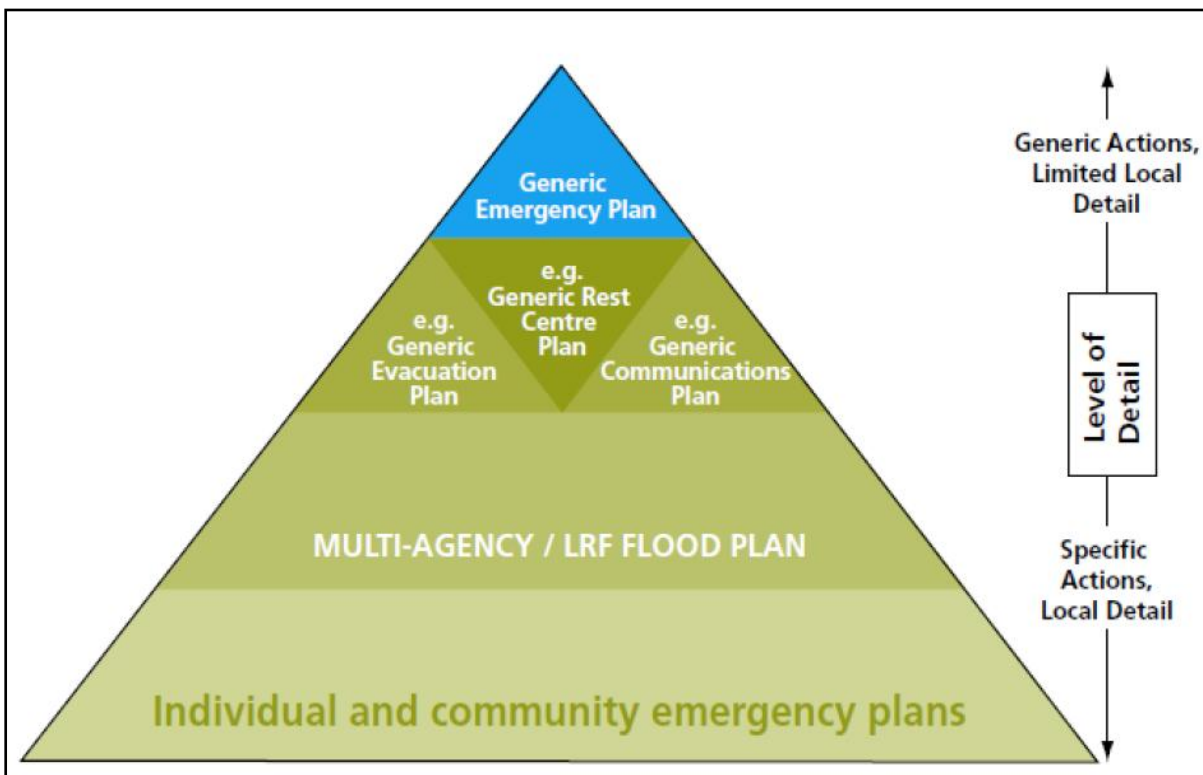 Generic
Emergency Plan
e.g.
Generic Rest
Centre
Plan
e.g.
Generic
Evacuation
Plan
e.g.
Generic
Communications
Plan
MULTI-AGENCY / LRF FLOOD PLAN
Individual and community emergency plans
Generic Actions,
Limited Local
Detail
Level of
Detail
Specific
Actions,
Local Detail